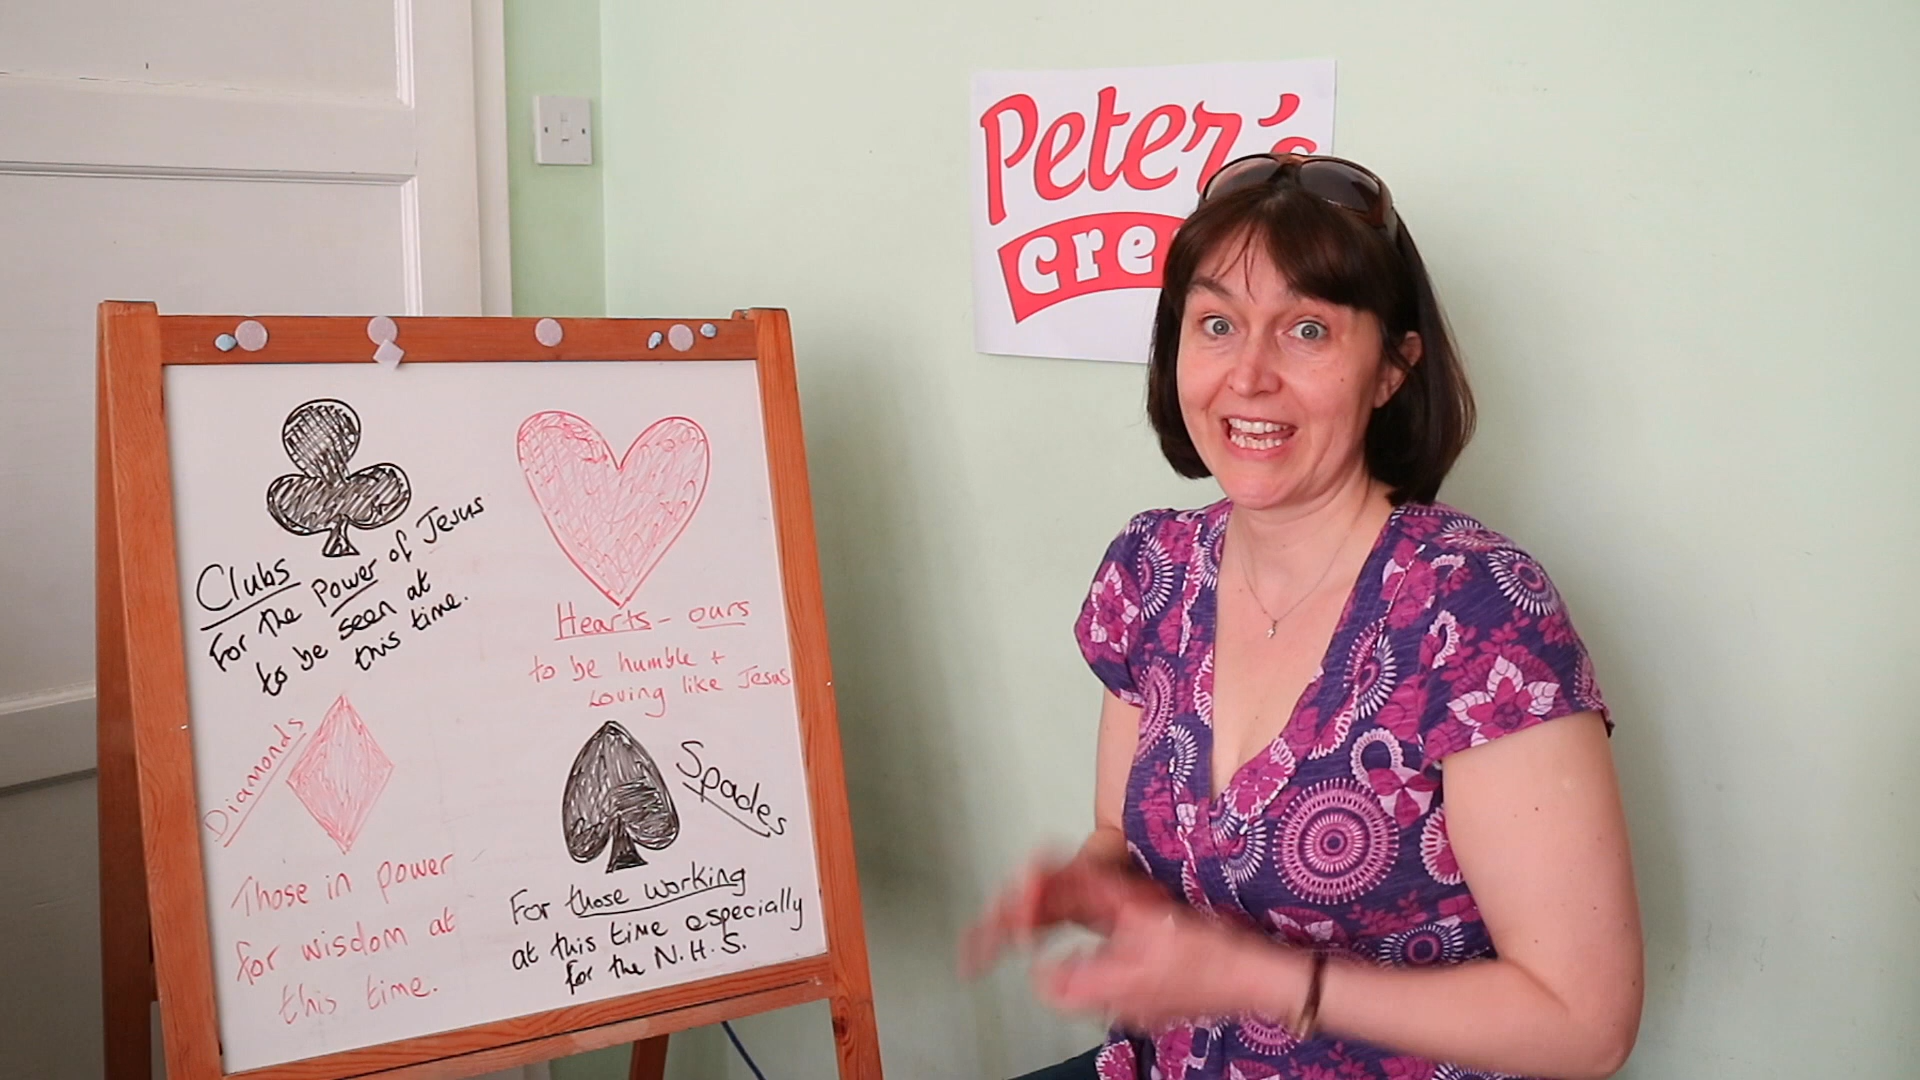 Peter's
cre
Clubs
For the Power of Jesus
to be seen at
this time.
Hearts - ours
to be humble +
Loving like Jesus
Diamonds
Those in power
for wisdom at
this time.
Spades
For those working
at this time especially
for the N.H.S.